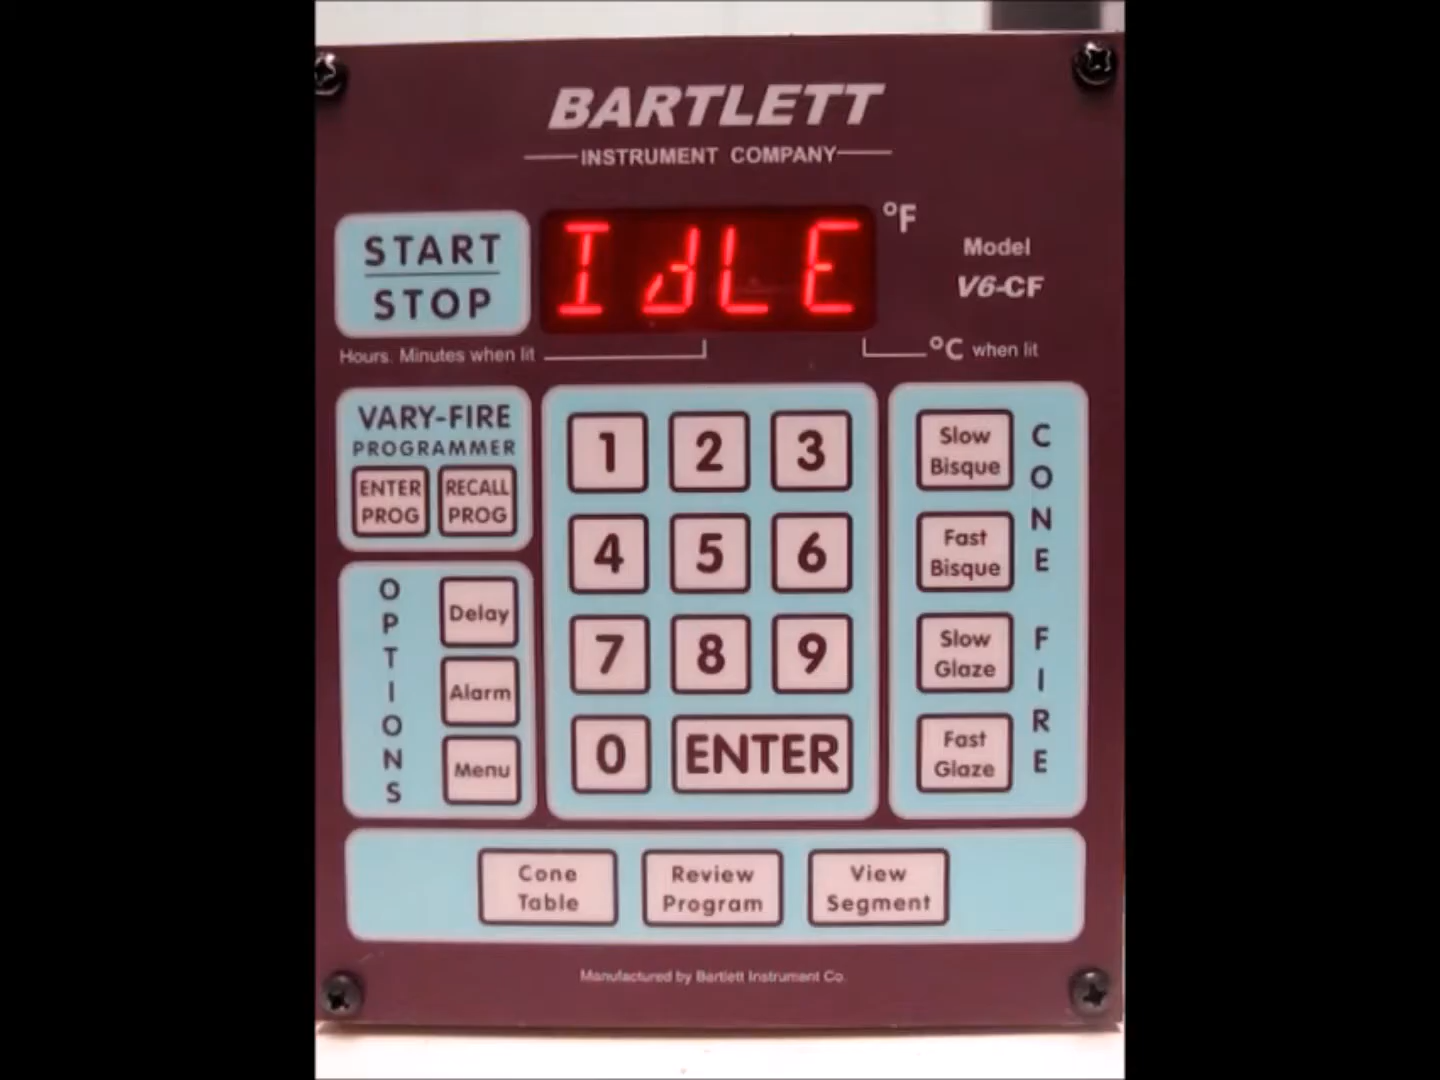 BARTLETT
INSTRUMENT COMPANY
START
STOP
IdLE
°F
Model
V6-CF
Hours. Minutes when lit
°C when lit
VARY-FIRE
PROGRAMMER
ENTER
PROG
RECALL
PROG
OPTIONS
Delay
Alarm
Menu
1 2 3
4 5 6
7 8 9
0 ENTER
Slow
Bisque
Fast
Bisque
Slow
Glaze
Fast
Glaze
CONE FIRE
Cone
Table
Review
Program
View
Segment
Manufactured by Bartlett Instrument Co.